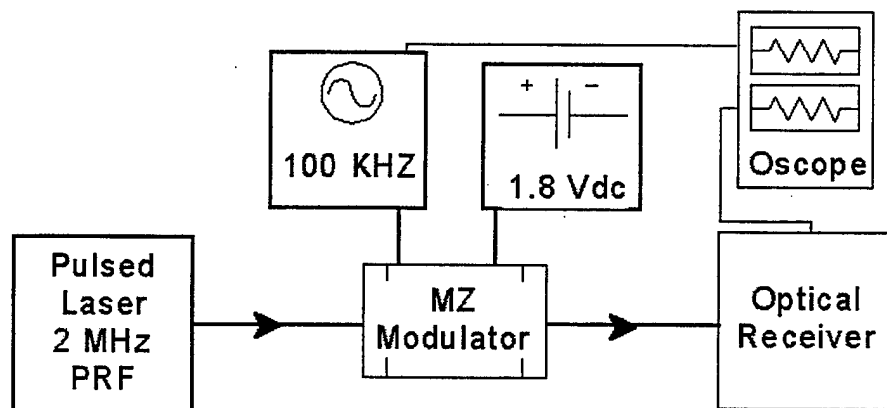 100 KHZ
+ −
1.8 Vdc
Oscope
Pulsed
Laser
2 MHz
PRF
MZ
Modulator
Optical
Receiver